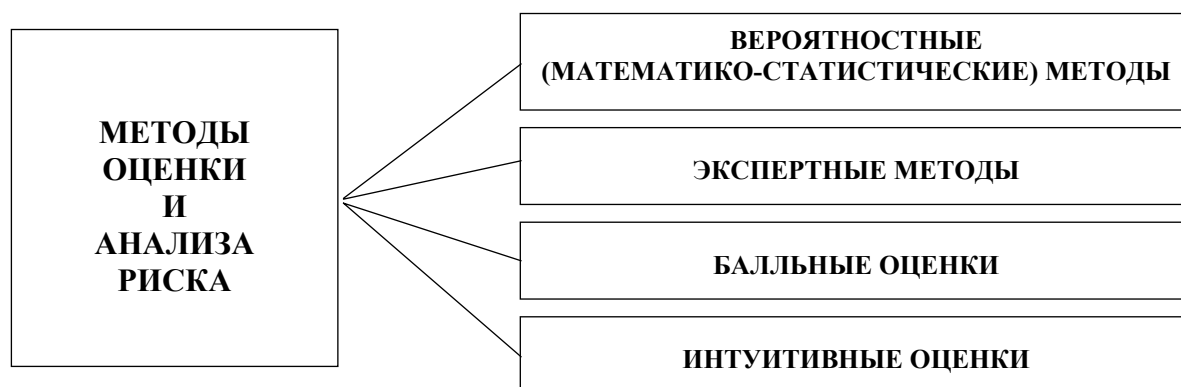 МЕТОДЫ
ОЦЕНКИ
И
АНАЛИЗА
РИСКА
ВЕРОЯТНОСТНЫЕ
(МАТЕМАТИКО-СТАТИСТИЧЕСКИЕ) МЕТОДЫ
ЭКСПЕРТНЫЕ МЕТОДЫ
БАЛЛЬНЫЕ ОЦЕНКИ
ИНТУИТИВНЫЕ ОЦЕНКИ